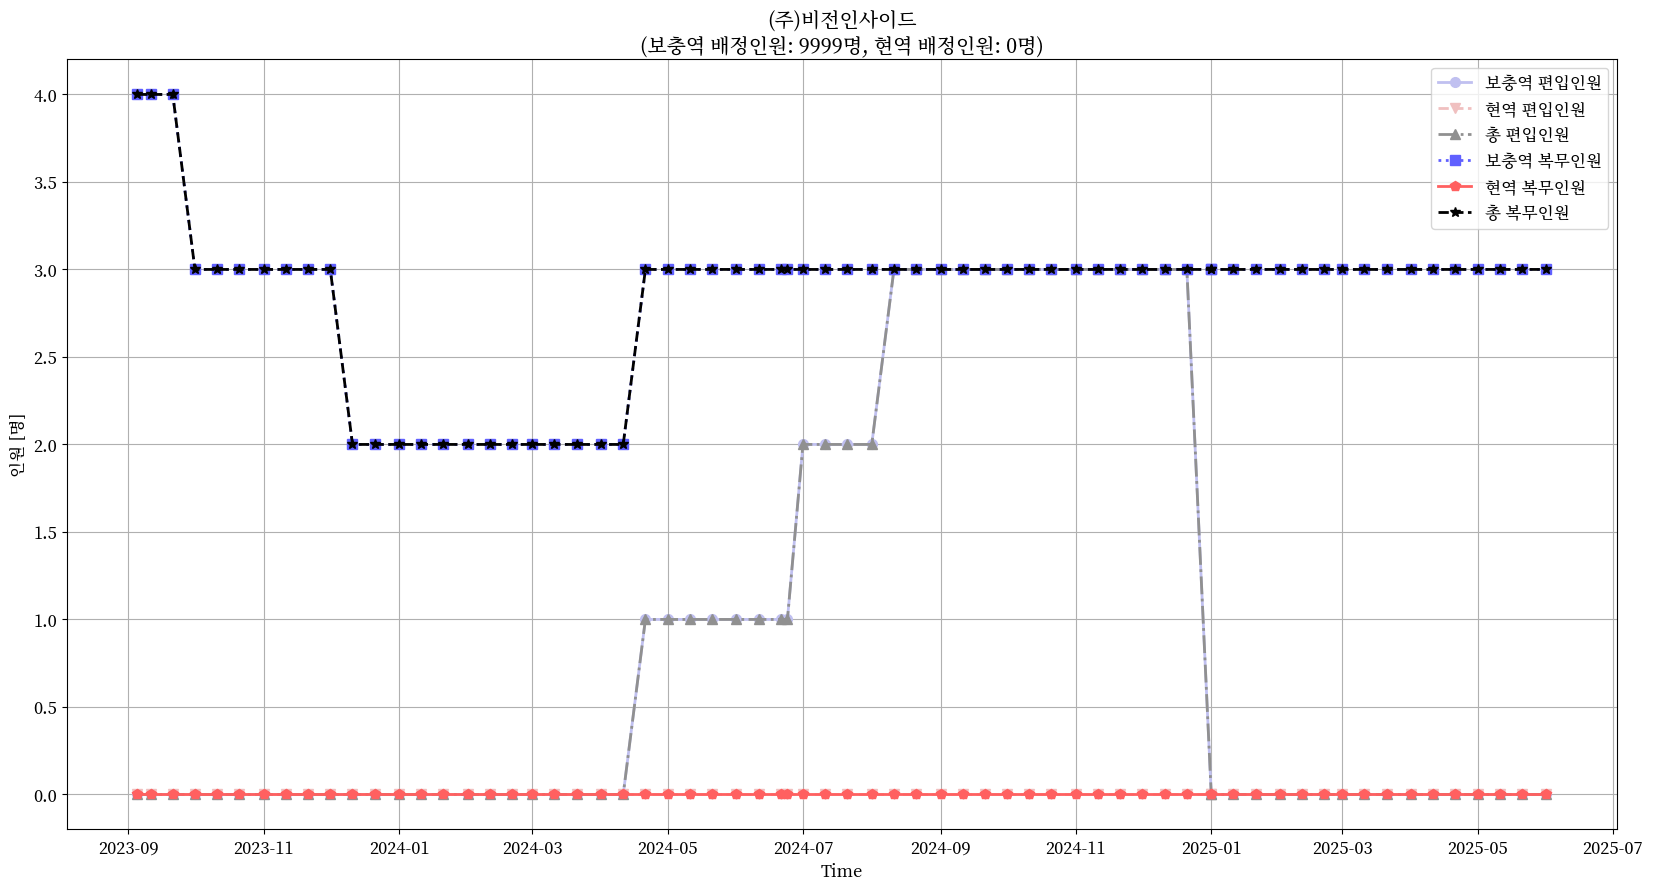 (주)비전인사이드
(보충역 배정인원: 9999명, 현역 배정인원: 0명)
보충역 편입인원
현역 편입인원
총 편입인원
보충역 복무인원
현역 복무인원
총 복무인원
인원 [명]
4.0
3.5
3.0
2.5
2.0
1.5
1.0
0.5
0.0
2023-09 2023-11 2024-01 2024-03 2024-05 2024-07 2024-09 2024-11 2025-01 2025-03 2025-05 2025-07
Time